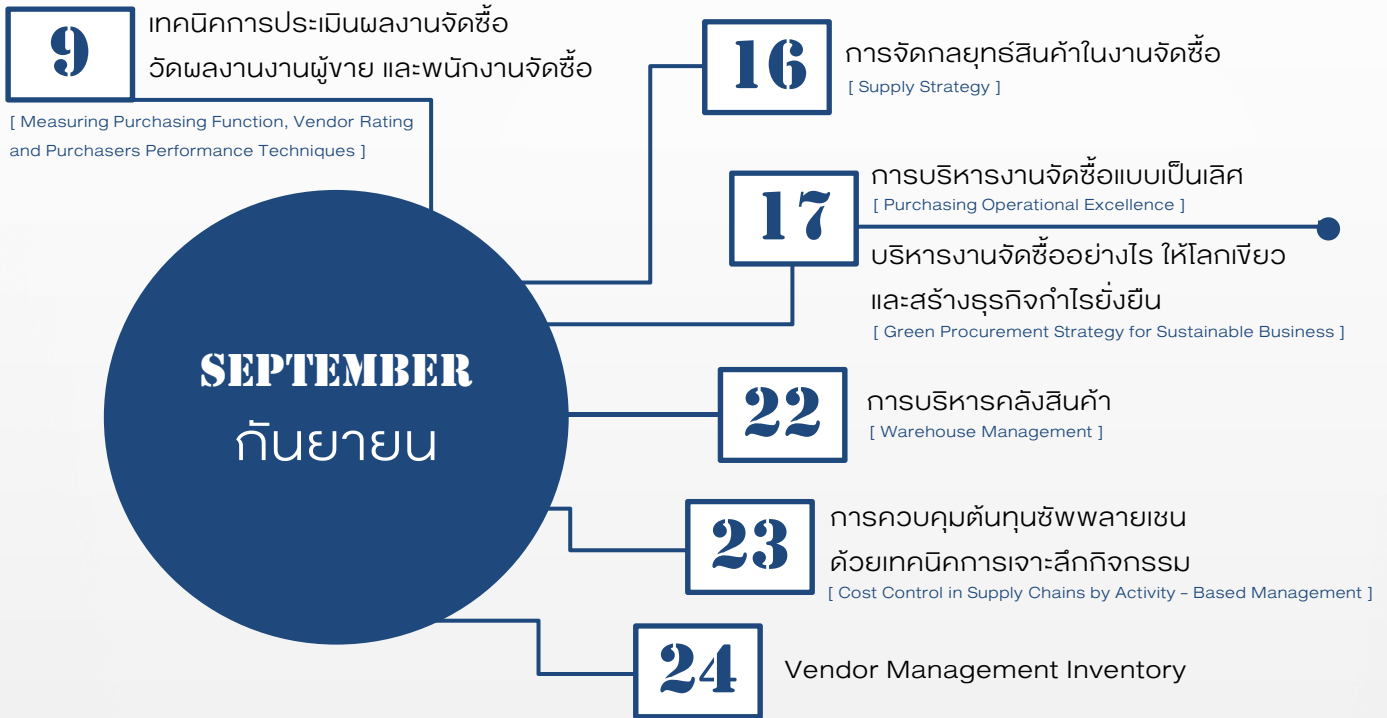 9
เทคนิคการประเมินผลงานจัดซื้อ
วัดผลงานงานผู้ขาย และพนักงานจัดซื้อ
[ Measuring Purchasing Function, Vendor Rating
and Purchasers Performance Techniques ]
16
การจัดกลยุทธ์สินค้าในงานจัดซื้อ
[ Supply Strategy ]
17
การบริหารงานจัดซื้อแบบเป็นเลิศ
[ Purchasing Operational Excellence ]
บริหารงานจัดซื้ออย่างไร ให้โลกเขียว
และสร้างธุรกิจกำไรยั่งยืน
[ Green Procurement Strategy for Sustainable Business ]
SEPTEMBER
กันยายน
22
การบริหารคลังสินค้า
[ Warehouse Management ]
23
การควบคุมต้นทุนซัพพลายเชน
ด้วยเทคนิคการเจาะลึกกิจกรรม
[ Cost Control in Supply Chains by Activity - Based Management ]
24
Vendor Management Inventory